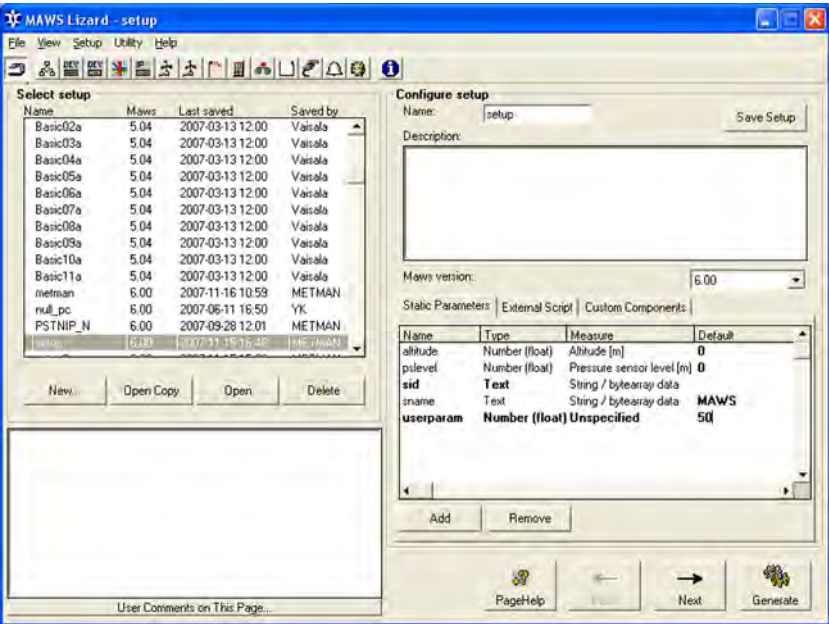 MAWS Lizard - setup
File View Setup Utility Help
Select setup
Name Maws Last saved Saved by
Basic02a 5.04 2007-03-13 12:00 Vaisala
Basic03a 5.04 2007-03-13 12:00 Vaisala
Basic04a 5.04 2007-03-13 12:00 Vaisala
Basic05a 5.04 2007-03-13 12:00 Vaisala
Basic06a 5.04 2007-03-13 12:00 Vaisala
Basic07a 5.04 2007-03-13 12:00 Vaisala
Basic08a 5.04 2007-03-13 12:00 Vaisala
Basic09a 5.04 2007-03-13 12:00 Vaisala
Basic10a 5.04 2007-03-13 12:00 Vaisala
Basic11a 5.04 2007-03-13 12:00 Vaisala
metman 6.00 2007-11-16 10:59 METMAN
null_pc 6.00 2007-06-11 16:50 YK
PSTNIP_N 6.00 2007-09-28 12:01 METMAN
setup 6.00 METMAN
New... Open Copy Open Delete
User Comments on This Page...
Configure setup
Name: setup Save Setup
Description:
Maws version: 6.00
Static Parameters External Script Custom Components
Name Type Measure Default
altitude Number (float) Altitude [m] 0
pslevel Number (float) Pressure sensor level [m] 0
sid Text String / bytearray data
sname Text String / bytearray data MAWS
userparam Number (float) Unspecified 50
Add Remove
PageHelp Next Generate